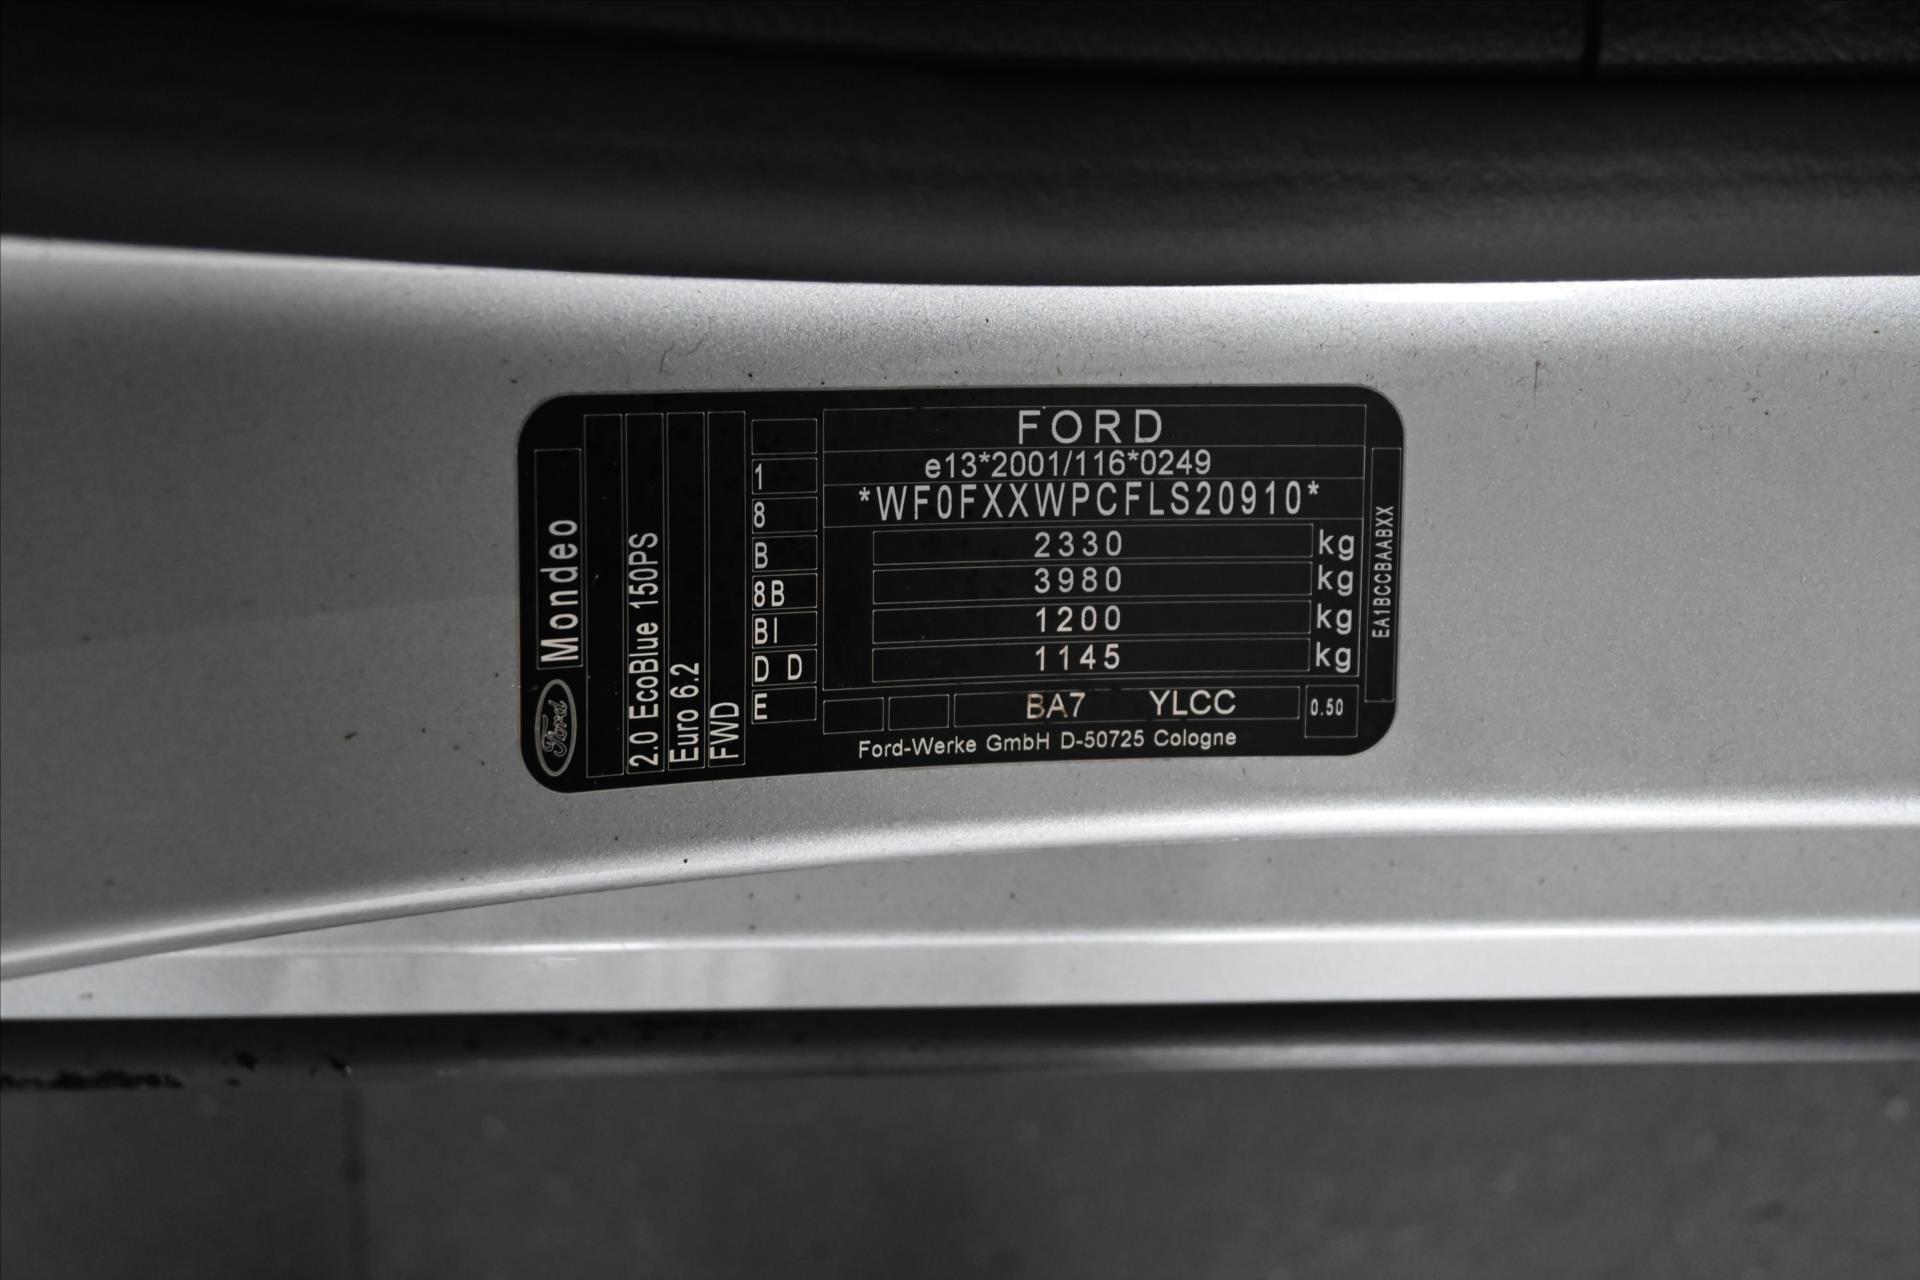 Ford
Mondeo
2.0 EcoBlue 150PS
Euro 6.2
FWD
1
8
B
8B
BI
D D
E
FORD
e13*2001/116*0249
*WF0FXXWPCFLS20910*
2330 kg
3980 kg
1200 kg
1145 kg
BA7 YLCC 0.50
Ford-Werke GmbH D-50725 Cologne
EA1BCCBAABXX